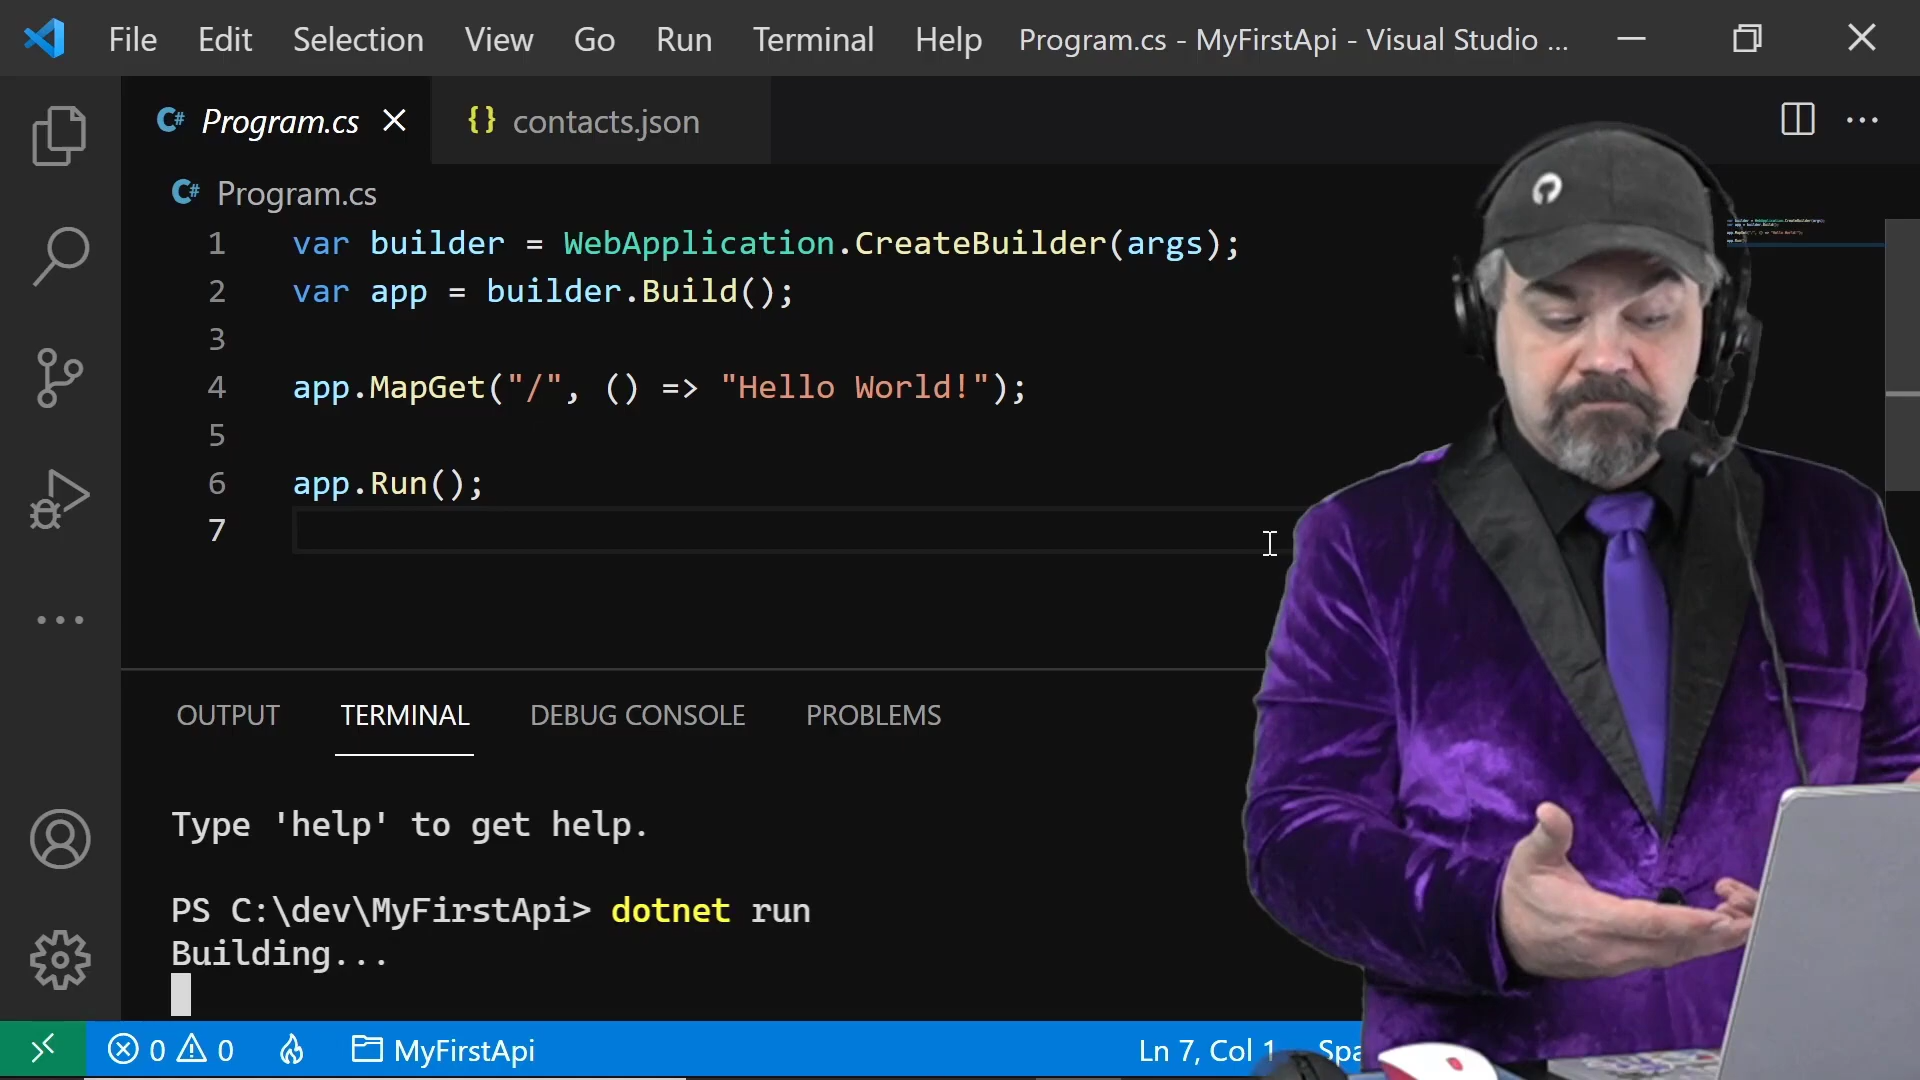 File Edit Selection View Go Run Terminal Help Program.cs - MyFirstApi - Visual Studio ...
C# Program.cs {} contacts.json
C# Program.cs
1 var builder = WebApplication.CreateBuilder(args);
2 var app = builder.Build();
3
4 app.MapGet("/", () => "Hello World!");
5
6 app.Run();
7
OUTPUT TERMINAL DEBUG CONSOLE PROBLEMS
Type 'help' to get help.
PS C:\dev\MyFirstApi> dotnet run
Building...
0 0 MyFirstApi Ln 7, Col 1 Spa